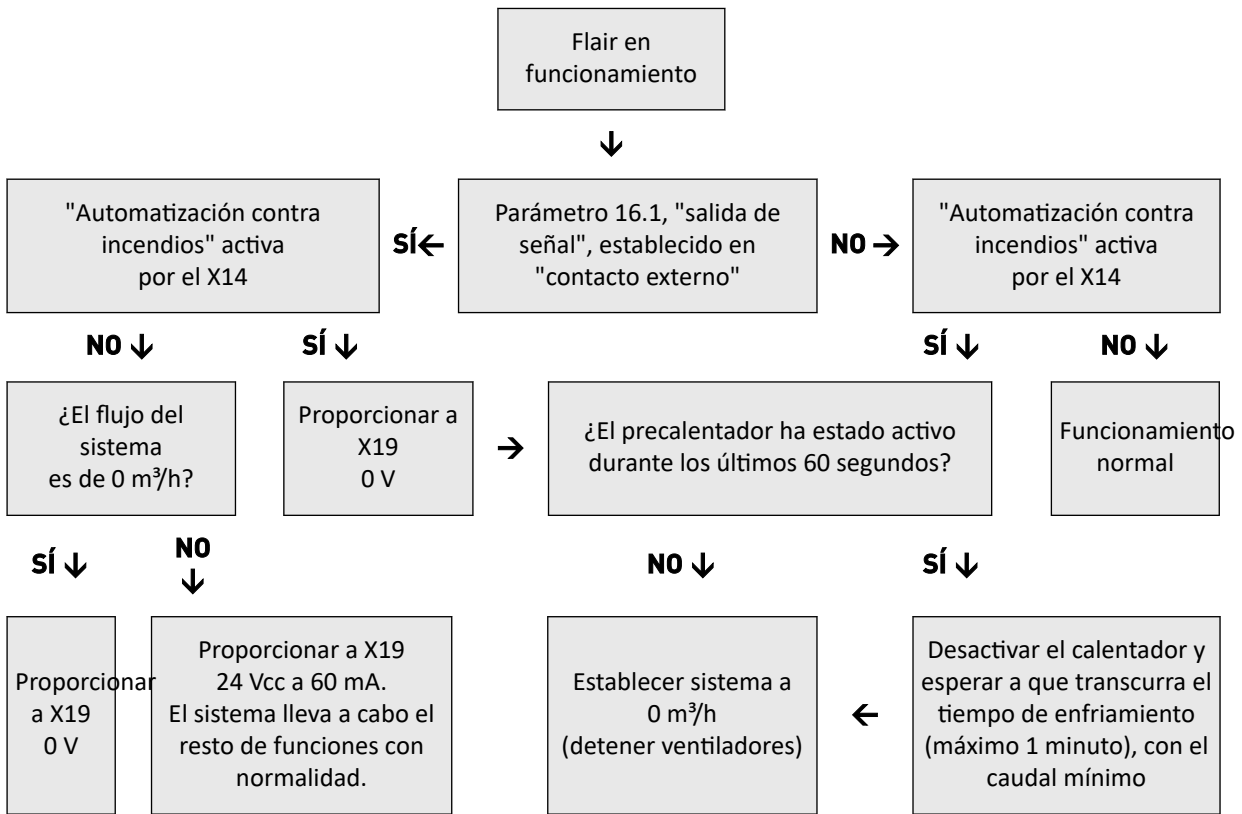 Flair en
funcionamiento
"Automatización contra
incendios" activa
por el X14
SÍ
Parámetro 16.1, "salida de
señal", establecido en
"contacto externo"
NO
"Automatización contra
incendios" activa
por el X14
NO
SÍ
SÍ
NO
¿El flujo del
sistema
es de 0 m³/h?
Proporcionar a
X19
0 V
¿El precalentador ha estado activo
durante los últimos 60 segundos?
Funcionamiento
normal
SÍ
NO
NO
SÍ
Proporcionar
a X19
0 V
Proporcionar a X19
24 Vcc a 60 mA.
El sistema lleva a cabo el
resto de funciones con
normalidad.
Establecer sistema a
0 m³/h
(detener ventiladores)
Desactivar el calentador y
esperar a que transcurra el
tiempo de enfriamiento
(máximo 1 minuto), con el
caudal mínimo